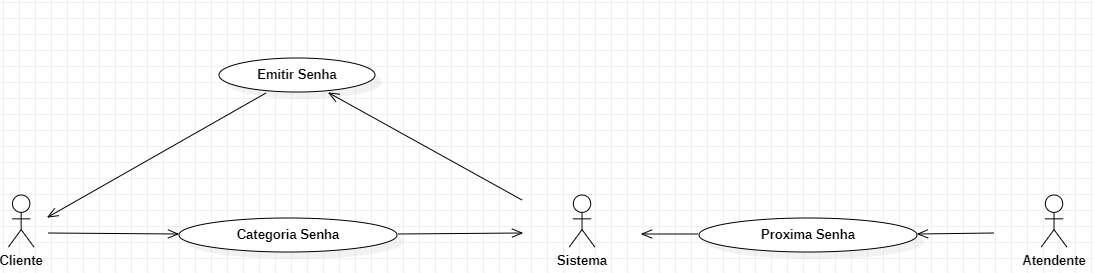 Emitir Senha
Categoria Senha
Proxima Senha
Cliente
Sistema
Atendente